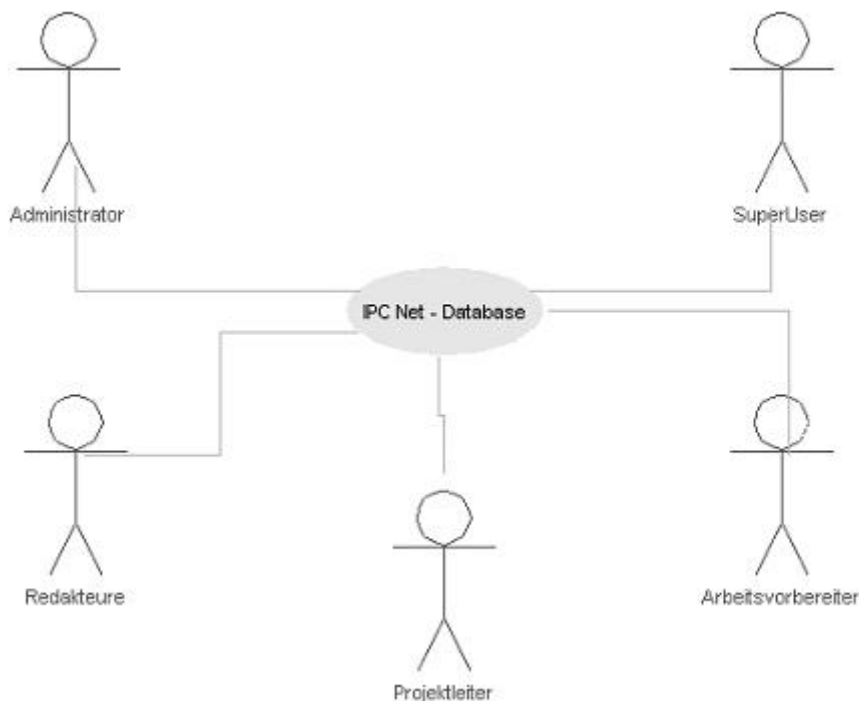 Administrator
SuperUser
IPC Net - Database
Redakteure
Arbeitsvorbereiter
Projektleiter